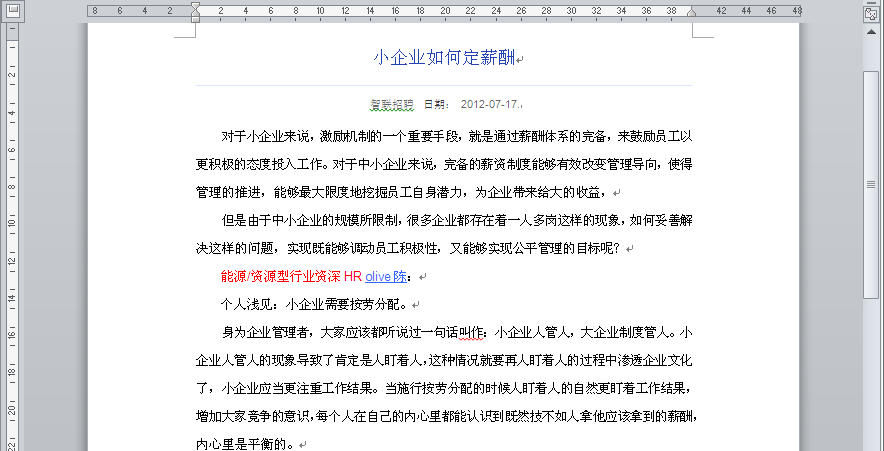 8 6 4 2 2 4 6 8 10 12 14 16 18 20 22 24 26 28 30 32 34 36 38 42 44 46 48
小企业如何定薪酬
智联招聘 日期: 2012-07-17.
对于小企业来说，激励机制的一个重要手段，就是通过薪酬体系的完备，来鼓励员工以
更积极的态度投入工作。对于中小企业来说，完备的薪资制度能够有效改变管理导向，使得
管理的推进，能够最大限度地挖掘员工自身潜力，为企业带来给大的收益，
但是由于中小企业的规模所限制，很多企业都存在着一人多岗这样的现象，如何妥善解
决这样的问题，实现既能够调动员工积极性，又能够实现公平管理的目标呢？
能源/资源型行业资深 HR olive 陈：
个人浅见：小企业需要按劳分配。
身为企业管理者，大家应该都听说过一句话叫作：小企业人管人，大企业制度管人。小
企业人管人的现象导致了肯定是人盯着人，这种情况就要再人盯着人的过程中渗透企业文化
了，小企业应当更注重工作结果。当施行按劳分配的时候人盯着人的自然更盯着工作结果，
增加大家竞争的意识，每个人在自己的内心里都能认识到既然技不如人拿他应该拿到的薪酬，
内心里是平衡的。
2
4
6
8
10
12
14
16
18
20
22